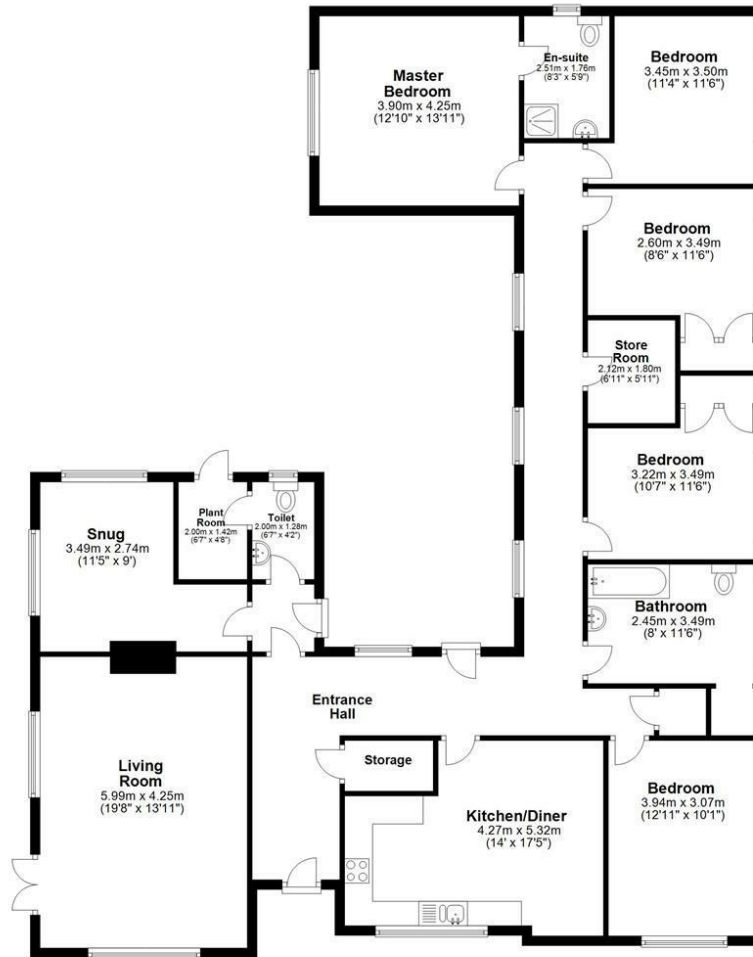 Master
Bedroom
3.90m x 4.25m
(12'10" x 13'11")
En-suite
2.51m x 1.76m
(8'3" x 5'9")
Bedroom
3.45m x 3.50m
(11'4" x 11'6")
Bedroom
2.60m x 3.49m
(8'6" x 11'6")
Store
Room
2.12m x 1.80m
(6'11" x 5'11")
Bedroom
3.22m x 3.49m
(10'7" x 11'6")
Snug
3.49m x 2.74m
(11'5" x 9')
Plant
Room
2.00m x 1.42m
(6'7" x 4'8")
Toilet
2.00m x 1.28m
(6'7" x 4'2")
Bathroom
2.45m x 3.49m
(8' x 11'6")
Entrance
Hall
Living
Room
5.99m x 4.25m
(19'8" x 13'11")
Storage
Kitchen/Diner
4.27m x 5.32m
(14' x 17'5")
Bedroom
3.94m x 3.07m
(12'11" x 10'1")